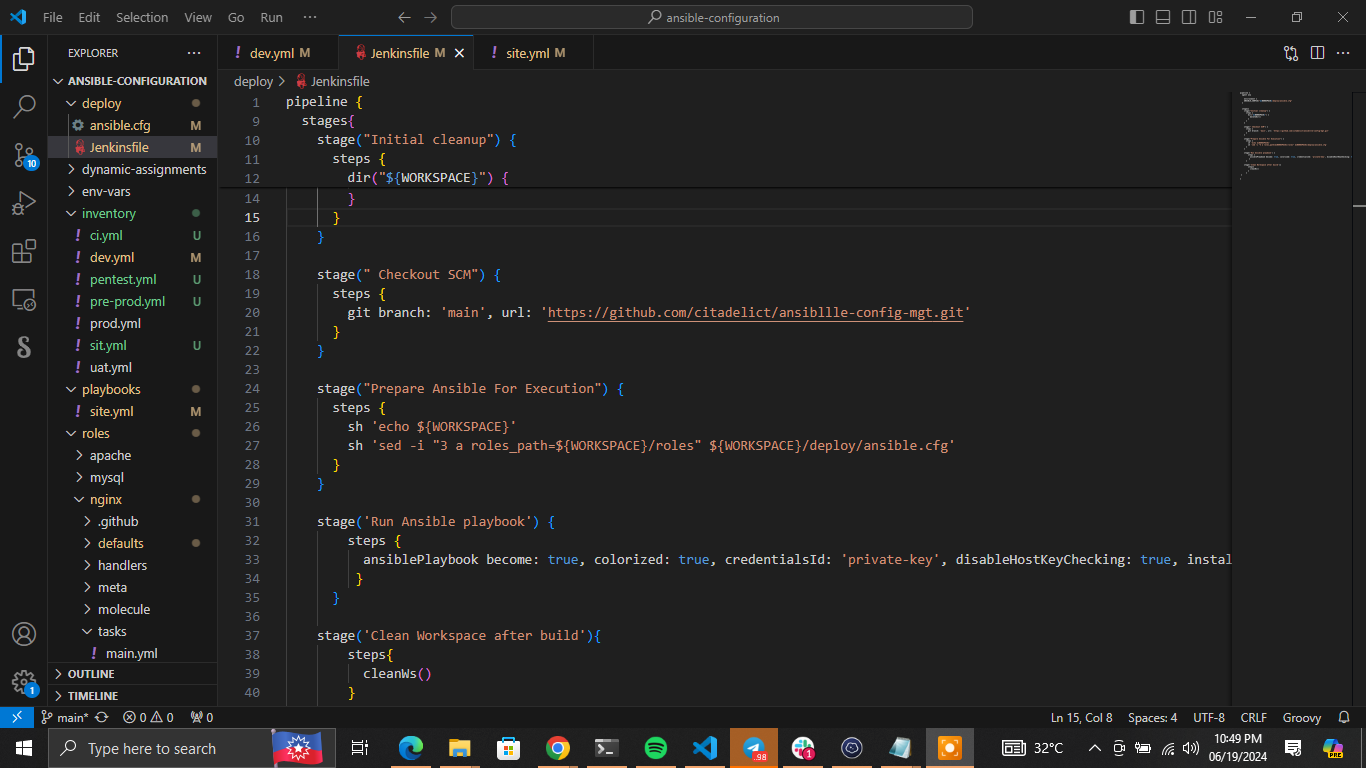 File Edit Selection View Go Run ··· ansible-configuration
EXPLORER ···
ANSIBLE-CONFIGURATION
deploy
ansible.cfg M
Jenkinsfile M
dynamic-assignments
env-vars
inventory
ci.yml U
dev.yml M
pentest.yml U
pre-prod.yml U
prod.yml
sit.yml U
uat.yml
playbooks
site.yml M
roles
apache
mysql
nginx
.github
defaults
handlers
meta
molecule
tasks
main.yml
OUTLINE
TIMELINE
10
1
! dev.yml M Jenkinsfile M ! site.yml M
deploy > Jenkinsfile
1 pipeline {
9 stages{
10 stage("Initial cleanup") {
11 steps {
12 dir("${WORKSPACE}") {
14 }
15 }
16 }
17
18 stage(" Checkout SCM") {
19 steps {
20 git branch: 'main', url: 'https://github.com/citadelict/ansibllle-config-mgt.git'
21 }
22 }
23
24 stage("Prepare Ansible For Execution") {
25 steps {
26 sh 'echo ${WORKSPACE}'
27 sh 'sed -i "3 a roles_path=${WORKSPACE}/roles" ${WORKSPACE}/deploy/ansible.cfg'
28 }
29 }
30
31 stage('Run Ansible playbook') {
32 steps {
33 ansiblePlaybook become: true, colorized: true, credentialsId: 'private-key', disableHostKeyChecking: true, instal
34 }
35 }
36
37 stage('Clean Workspace after build'){
38 steps{
39 cleanWs()
40 }
main* 0 0 0 Ln 15, Col 8 Spaces: 4 UTF-8 CRLF Groovy
Type here to search .98 1 32°C 10:49 PM
06/19/2024 PRE